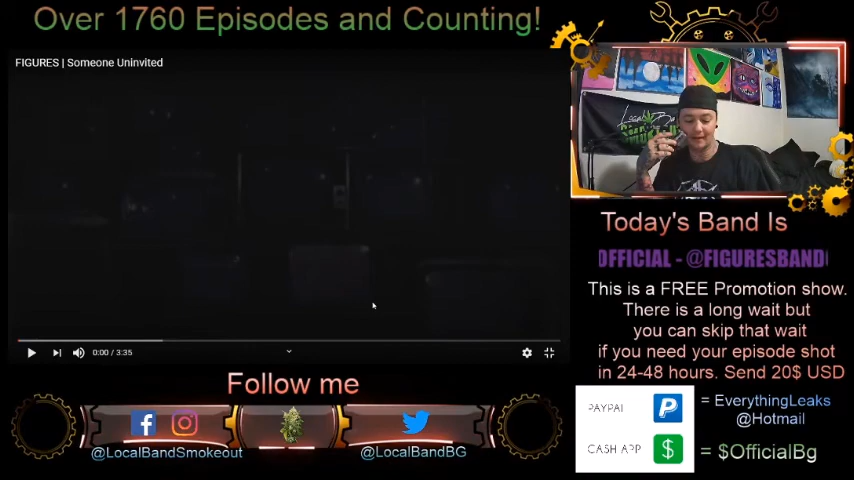 Over 1760 Episodes and Counting!
FIGURES | Someone Uninvited
0:00 / 3:35
Today's Band Is
OFFICIAL - @FIGURESBAND
This is a FREE Promotion show.
There is a long wait but
you can skip that wait
if you need your episode shot
in 24-48 hours. Send 20$ USD
Follow me
@LocalBandSmokeout
@LocalBandBG
PAYPAl
= EverythingLeaks
@Hotmail
CASH APP
= $OfficialBg